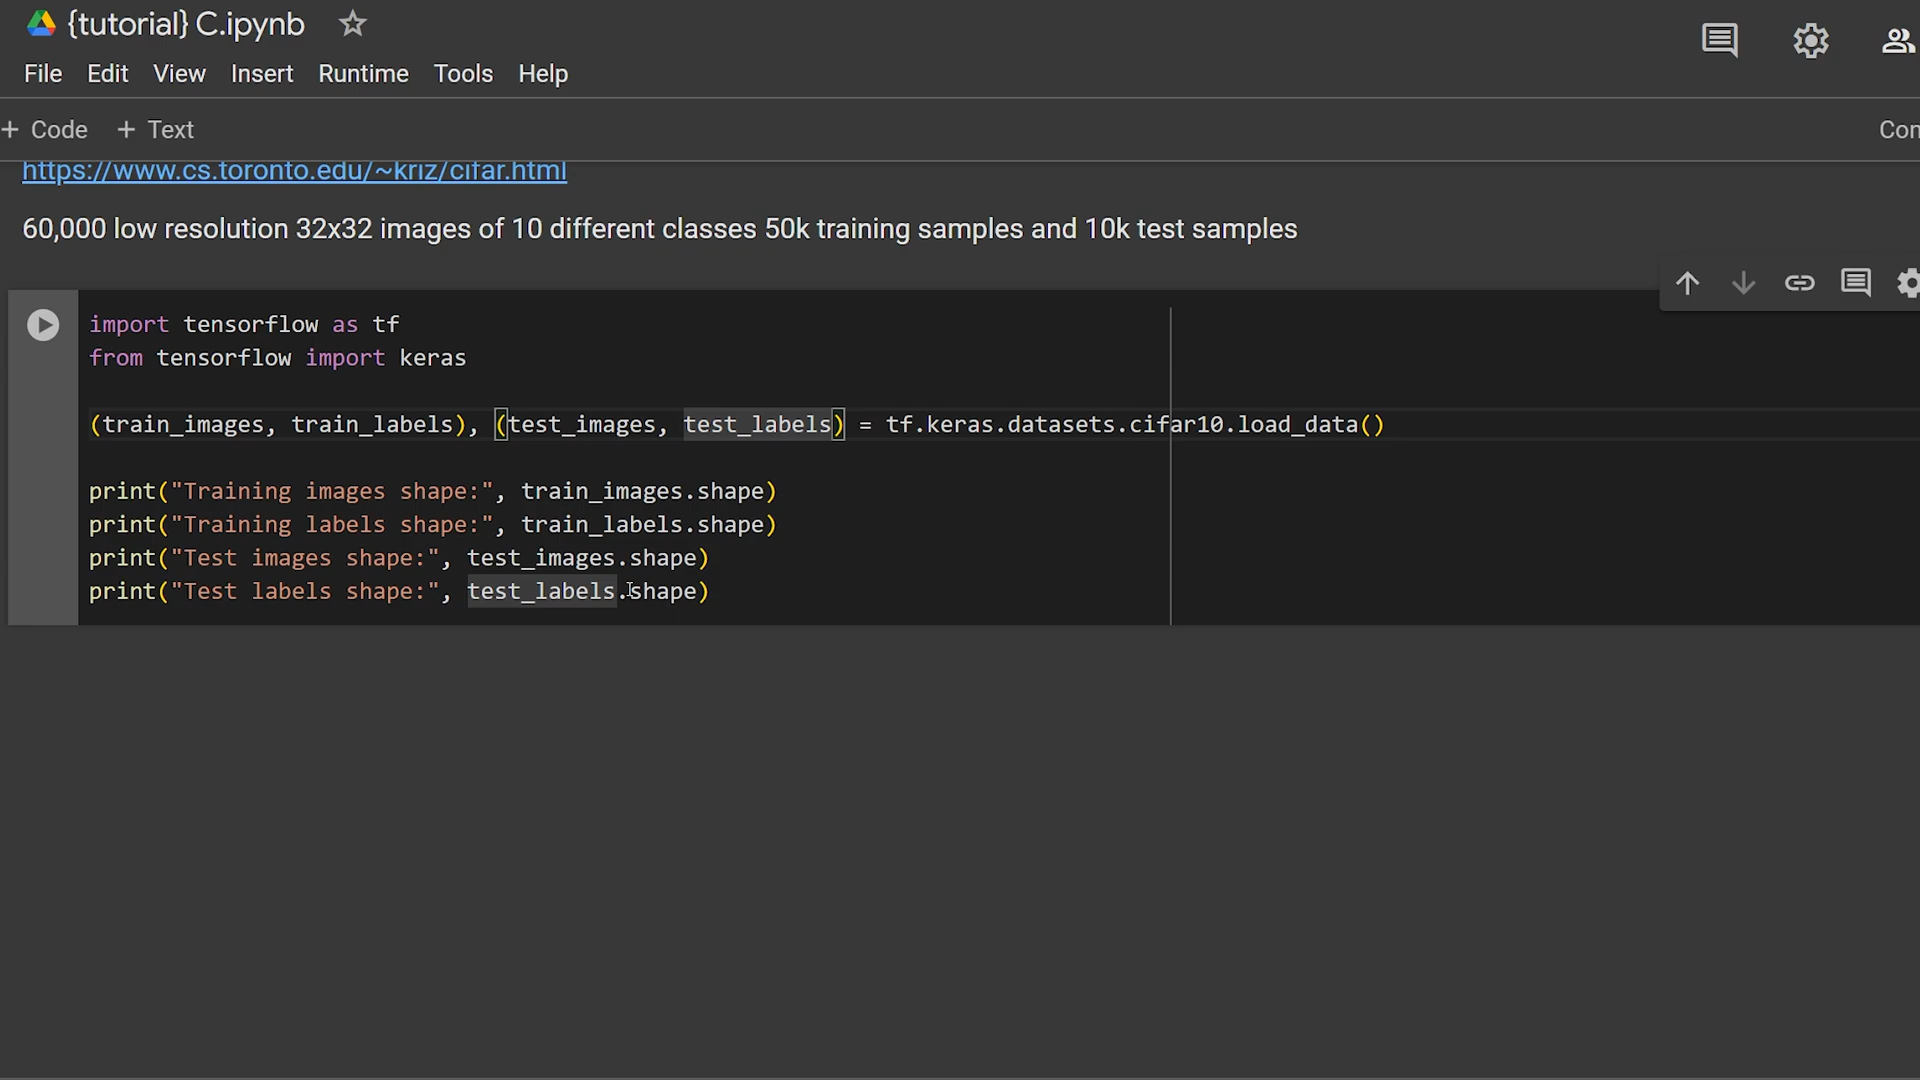 {tutorial} C.ipynb
File Edit View Insert Runtime Tools Help
+ Code + Text
https://www.cs.toronto.edu/~kriz/cifar.html
60,000 low resolution 32x32 images of 10 different classes 50k training samples and 10k test samples
import tensorflow as tf
from tensorflow import keras
(train_images, train_labels), (test_images, test_labels) = tf.keras.datasets.cifar10.load_data()
print("Training images shape:", train_images.shape)
print("Training labels shape:", train_labels.shape)
print("Test images shape:", test_images.shape)
print("Test labels shape:", test_labels.shape)